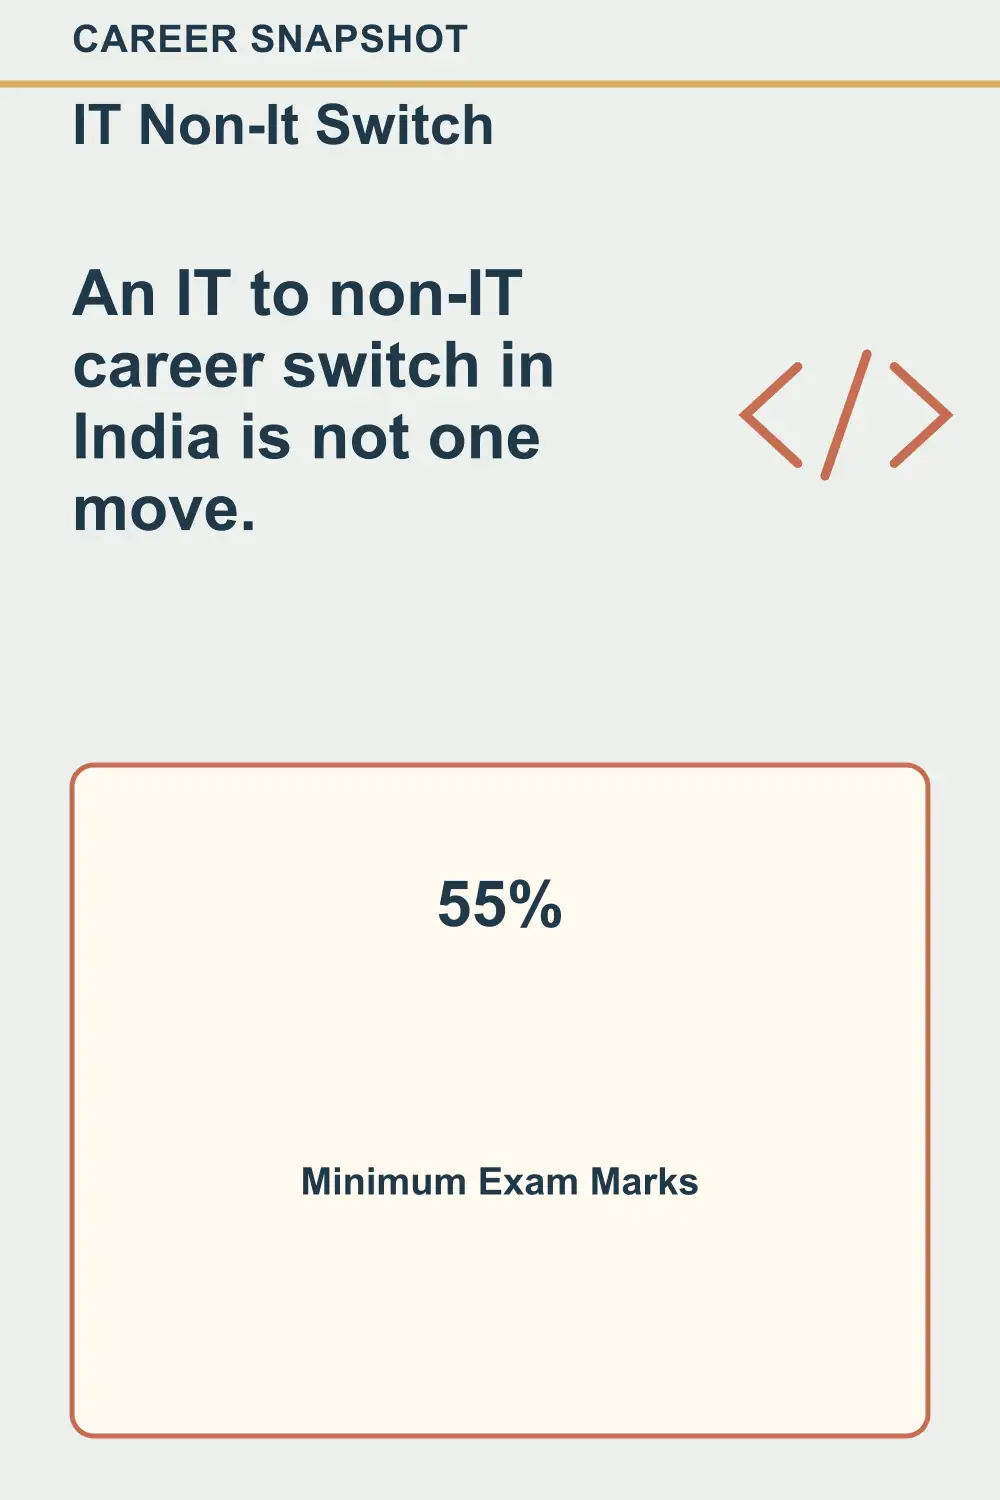 CAREER SNAPSHOT
IT Non-It Switch
An IT to non-IT
career switch in
India is not one
move.
55%
Minimum Exam Marks